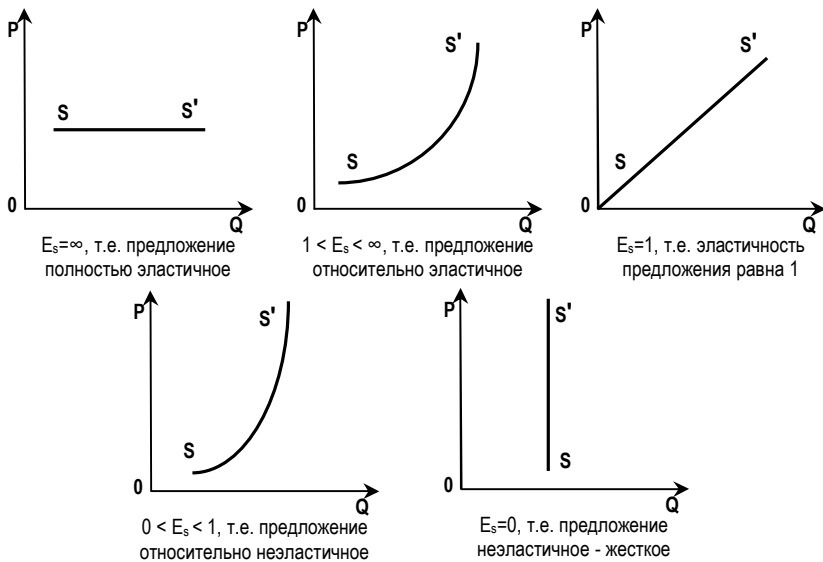 P
S S'
0
Q
Es=∞, т.е. предложение
полностью эластичное
P
S'
S
0
Q
1 < Es < ∞, т.е. предложение
относительно эластичное
P
S'
S
0
Q
Es=1, т.е. эластичность
предложения равна 1
P
S'
S
0
Q
0 < Es < 1, т.е. предложение
относительно неэластичное
P
S'
S
0
Q
Es=0, т.е. предложение
неэластичное - жесткое